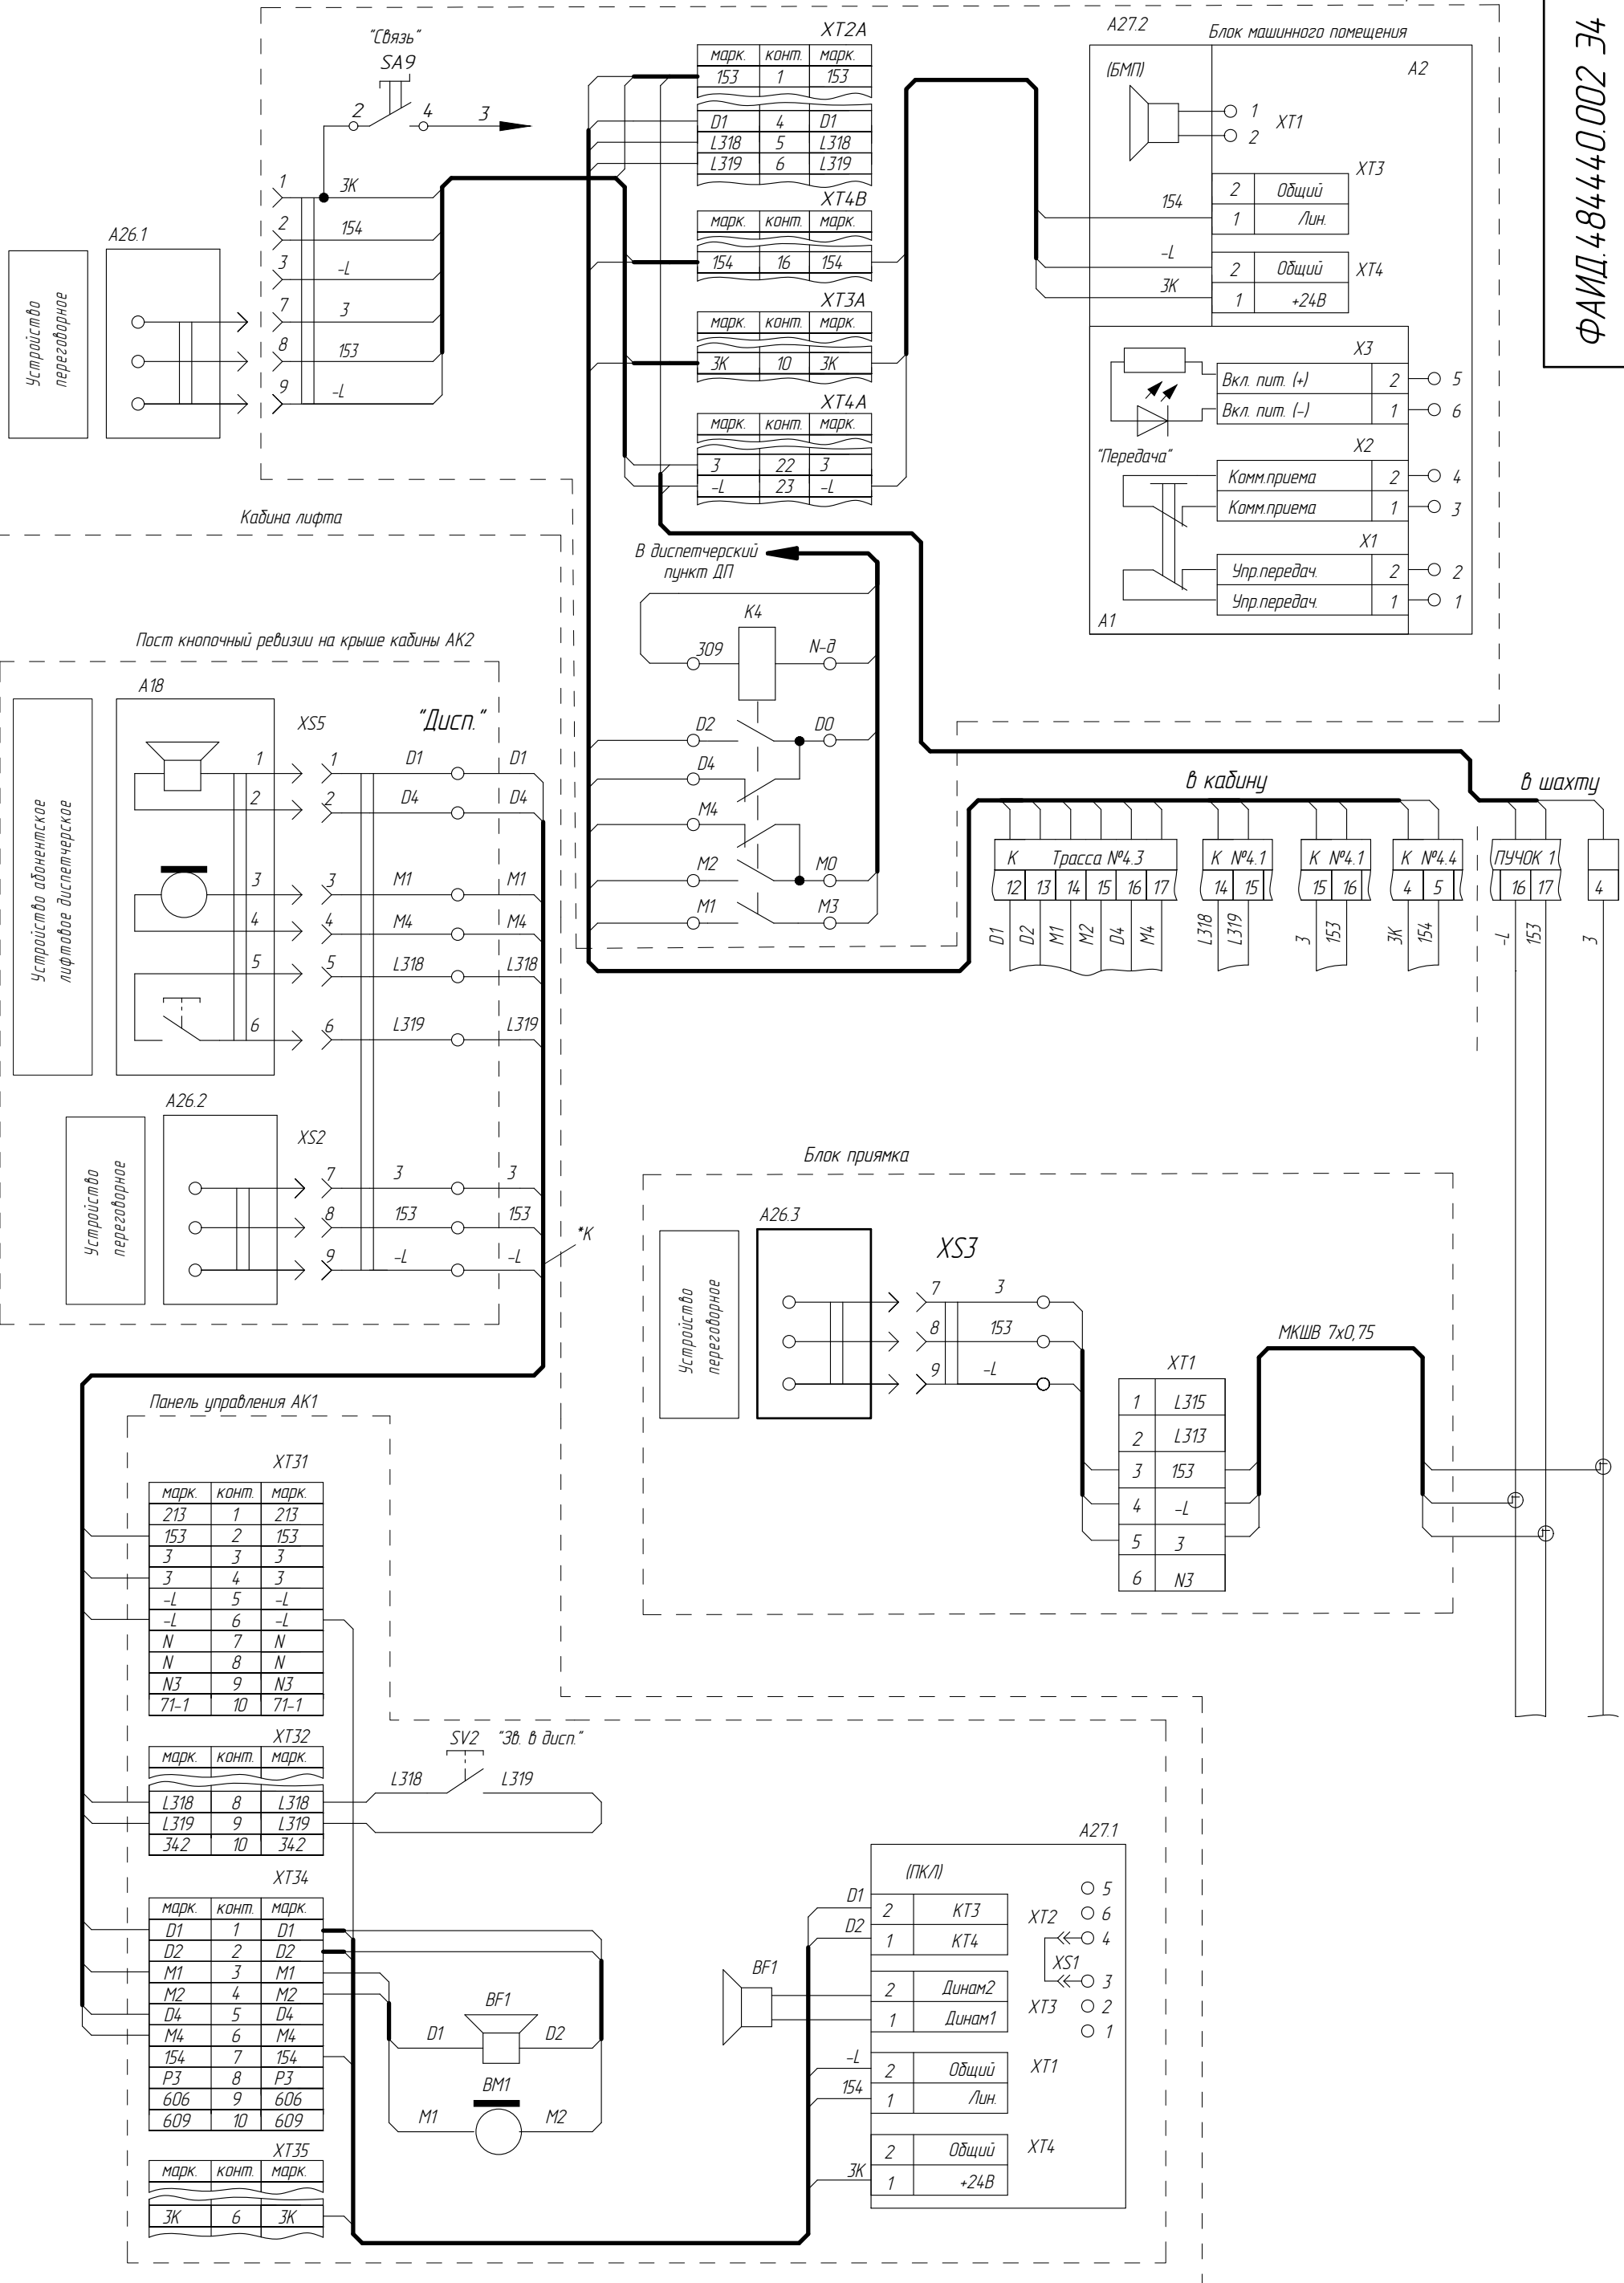 ФАИД.484440.002 Э4
"Связь"
SA9
2 4 3
1 3К
2 154
3 -L
7 3
8 153
9 -L
A26.1
Устройство
переговорное
XT2A
марк. конт. марк.
153 1 153
D1 4 D1
L318 5 L318
L319 6 L319
XT4B
марк. конт. марк.
154 16 154
XT3A
марк. конт. марк.
3К 10 3К
XT4A
марк. конт. марк.
3 22 3
-L 23 -L
A27.2
Блок машинного помещения
(БМП)
A2
1
2
XT1
XT3
154
2 Общий
1 Лин.
-L
3К
2 Общий
1 +24В
XT4
X3
Вкл. пит. (+) 2 5
Вкл. пит. (-) 1 6
"Передача"
X2
Комм.приема 2 4
Комм.приема 1 3
X1
Упр.передач. 2 2
Упр.передач. 1 1
A1
Кабина лифта
В диспетчерский
пункт ДП
K4
309 N-д
D2 D0
D4
M4
M2 M0
M1 M3
Пост кнопочный ревизии на крыше кабины АК2
A18
XS5
"Дисп."
Устройство абонентское
лифтовое диспетчерское
1 1 D1 D1
2 2 D4 D4
3 3 M1 M1
4 4 M4 M4
5 5 L318 L318
6 6 L319 L319
A26.2
XS2
Устройство
переговорное
7 3 3
8 153 153
9 -L -L
*К
в кабину
в шахту
К Трасса №4.3
12 13 14 15 16 17
D1 D2 M1 M2 D4 M4
К №4.1
14 15
L318 L319
К №4.1
15 16
3 153
К №4.4
4 5
3К 154
ПУЧОК 1
16 17
-L 153
4
3
Блок приямка
A26.3
XS3
Устройство
переговорное
7 3
8 153
9 -L
МКШВ 7х0,75
XT1
1 L315
2 L313
3 153
4 -L
5 3
6 N3
Панель управления АК1
XT31
марк. конт. марк.
213 1 213
153 2 153
3 3 3
3 4 3
-L 5 -L
-L 6 -L
N 7 N
N 8 N
N3 9 N3
71-1 10 71-1
XT32
марк. конт. марк.
L318 8 L318
L319 9 L319
342 10 342
SV2 "Зв. в дисп."
L318 L319
XT34
марк. конт. марк.
D1 1 D1
D2 2 D2
M1 3 M1
M2 4 M2
D4 5 D4
M4 6 M4
154 7 154
P3 8 P3
606 9 606
609 10 609
XT35
марк. конт. марк.
3К 6 3К
BF1
D1 D2
BM1
M1 M2
BF1
A27.1
(ПКЛ)
D1 2 КТ3
D2 1 КТ4
2 Динам2
1 Динам1
-L 2 Общий
154 1 Лин.
XT1
2 Общий
3К 1 +24В
XT4
5
6
XT2
4
XS1
3
XT3 2
1